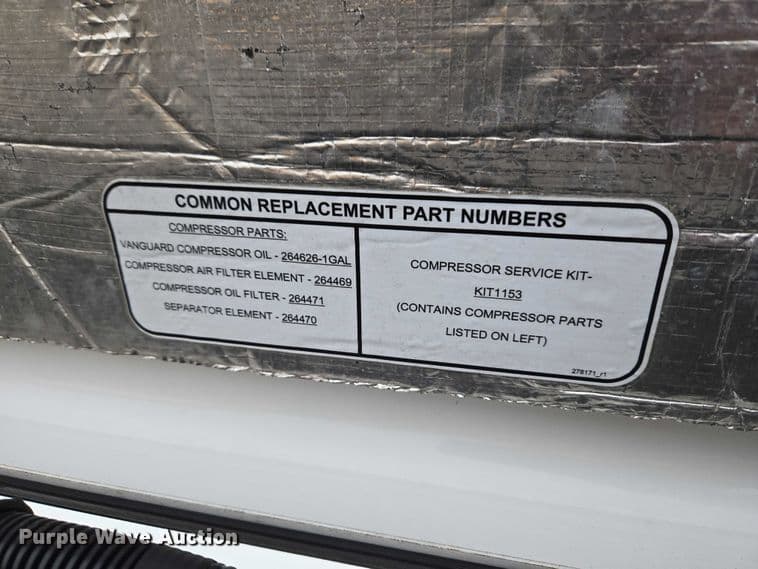 COMMON REPLACEMENT PART NUMBERS
COMPRESSOR PARTS:
VANGUARD COMPRESSOR OIL - 264626-1GAL
COMPRESSOR AIR FILTER ELEMENT - 264469
COMPRESSOR OIL FILTER - 264471
SEPARATOR ELEMENT - 264470
COMPRESSOR SERVICE KIT-
KIT1153
(CONTAINS COMPRESSOR PARTS
LISTED ON LEFT)
278171_r1
Purple Wave Auction